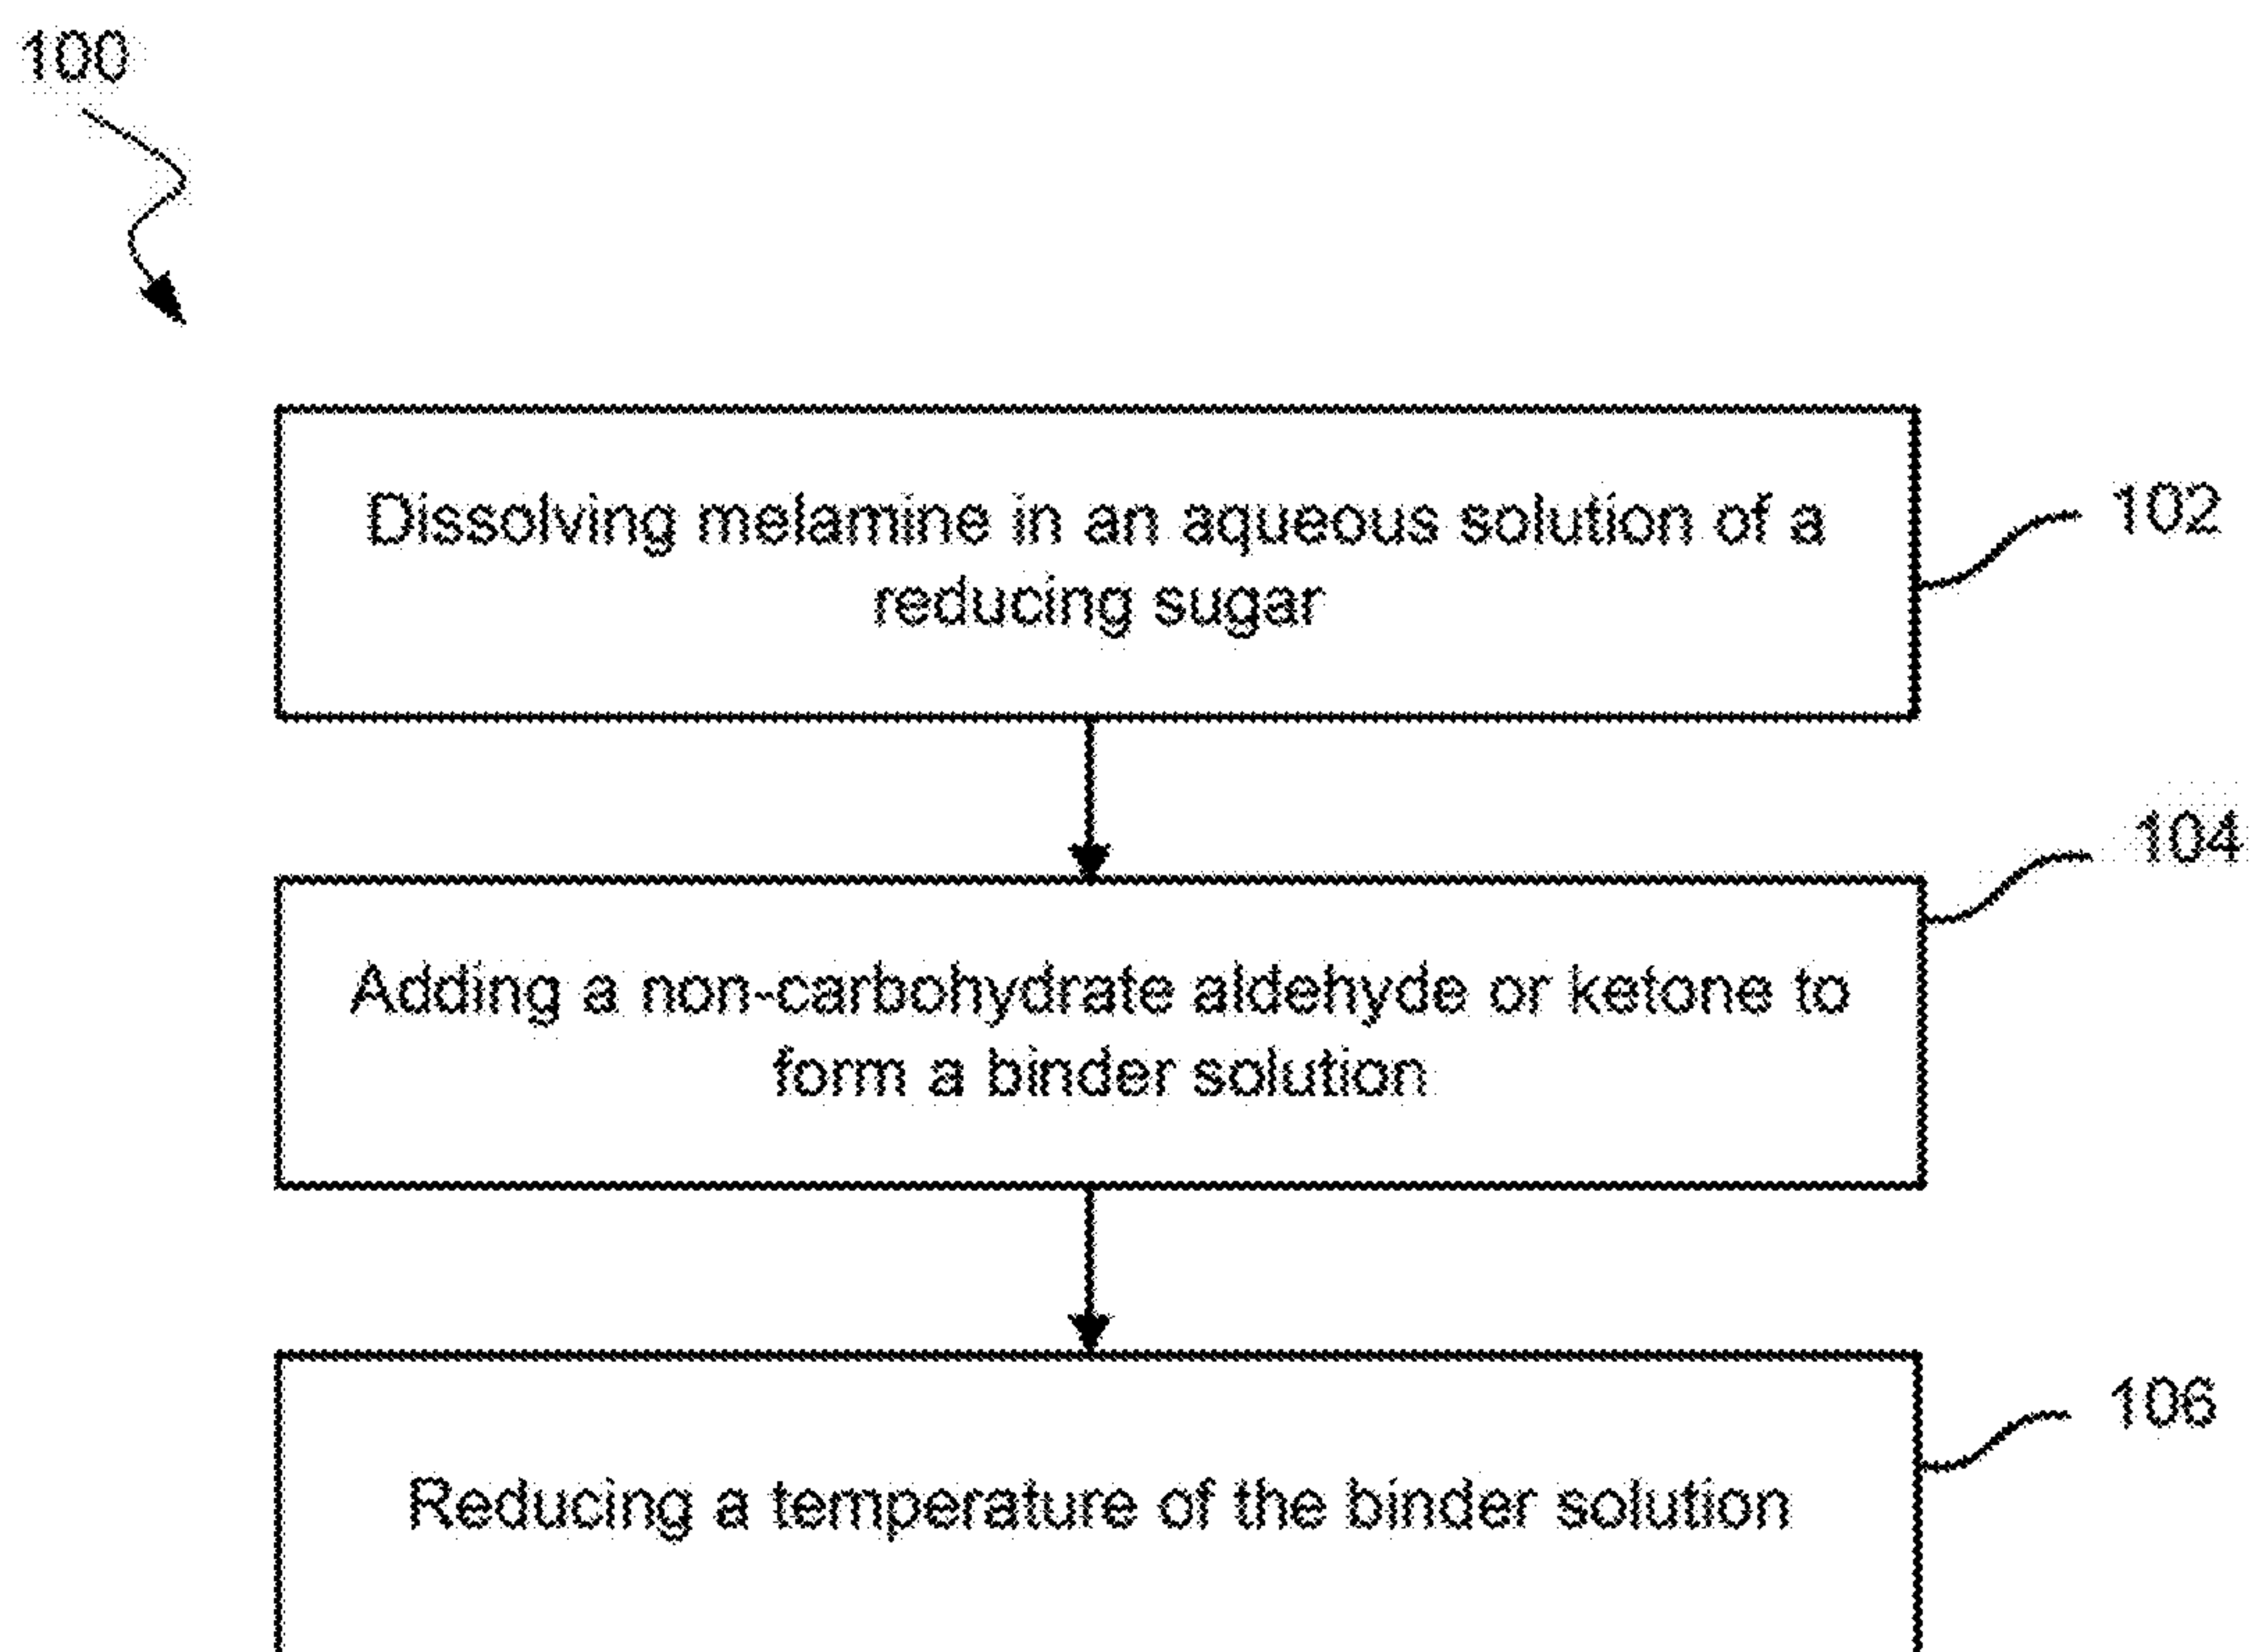 100
Dissolving melamine in an aqueous solution of a
reducing sugar
102
Adding a non-carbohydrate aldehyde or ketone to
form a binder solution
104
Reducing a temperature of the binder solution
106